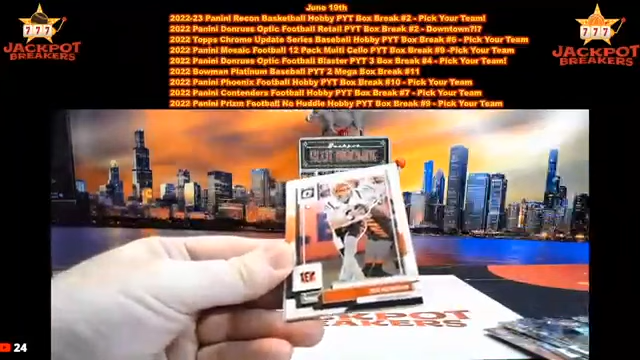 June 19th
2022-23 Panini Recon Basketball Hobby PYT Box Break #2 - Pick Your Team!
2022 Panini Donruss Optic Football Retail PYT Box Break #2 - Downtown?!?
2022 Topps Chrome Update Series Baseball Hobby PYT Box Break #6 - Pick Your Team
2022 Panini Mosaic Football 12 Pack Multi Cello PYT Box Break #9 -Pick Your Team
2022 Panini Donruss Optic Football Blaster PYT 3 Box Break #4 - Pick Your Team!
2022 Bowman Platinum Baseball PYT 2 Mega Box Break #11
2022 Panini Phoenix Football Hobby PYT Box Break #10 - Pick Your Team
2022 Panini Contenders Football Hobby PYT Box Break #7 - Pick Your Team
2022 Panini Prizm Football No Huddle Hobby PYT Box Break #9 - Pick Your Team
777
JACKPOT
BREAKERS
777
JACKPOT
BREAKERS
SLOT MACHINE
BREAKERS
24